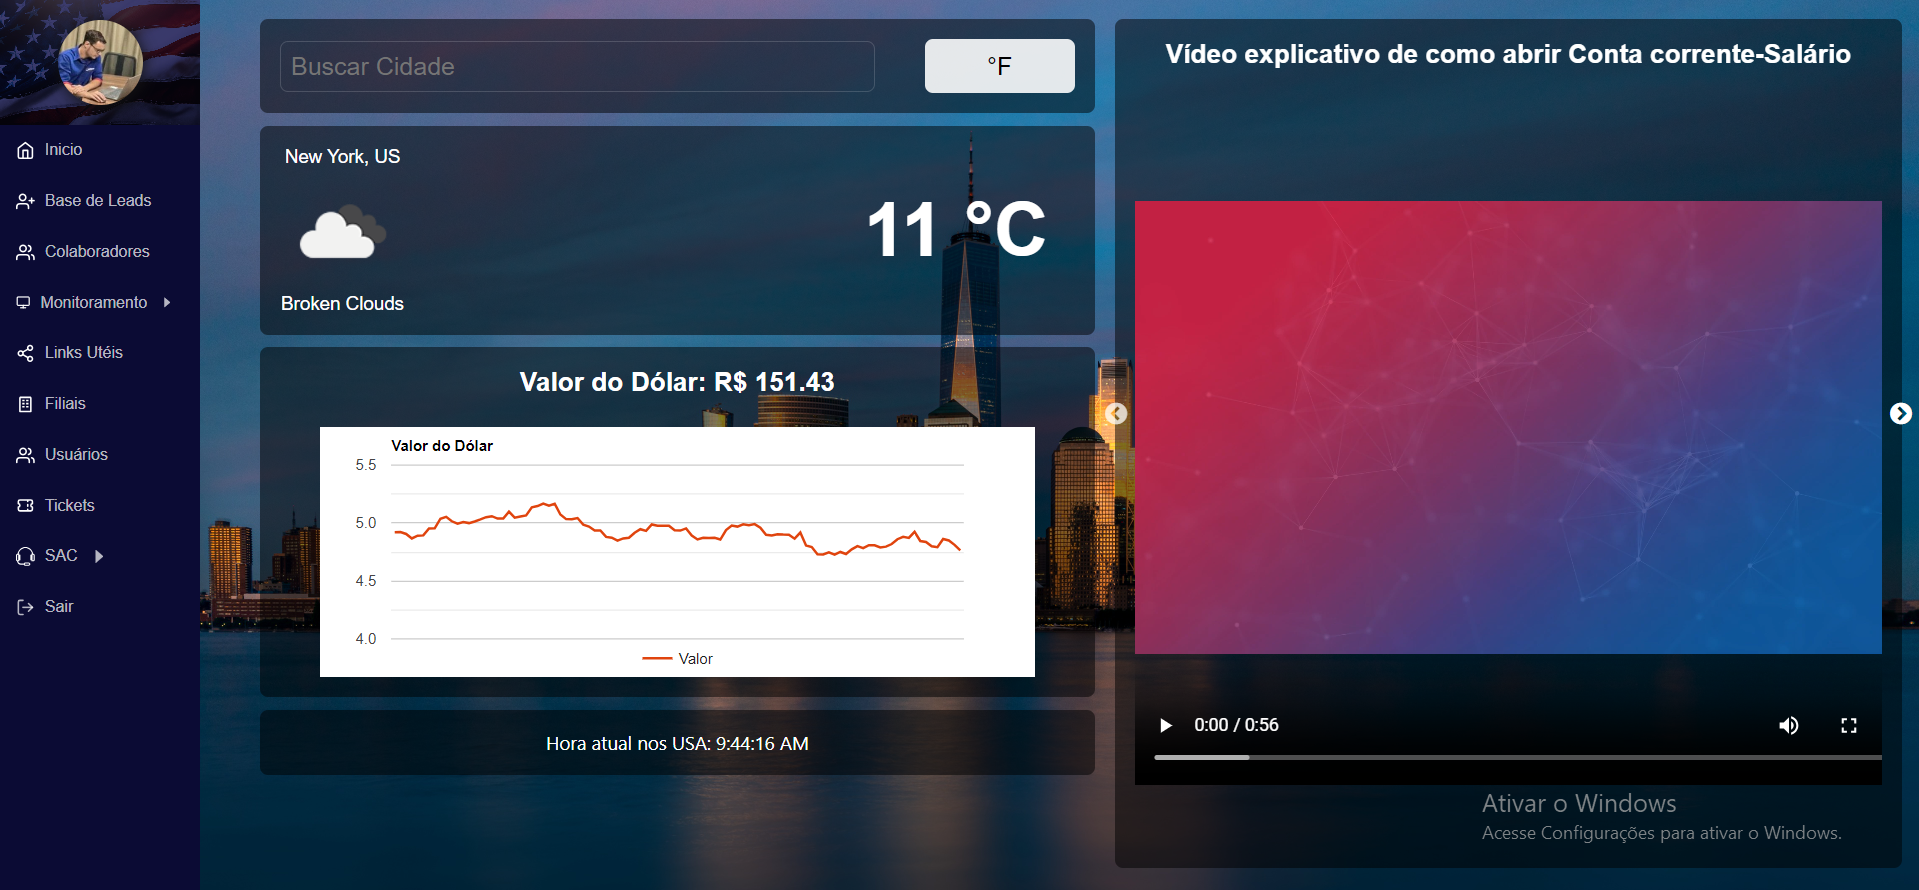 Inicio
Base de Leads
Colaboradores
Monitoramento
Links Utéis
Filiais
Usuários
Tickets
SAC
Sair
Buscar Cidade
°F
New York, US
11 °C
Broken Clouds
Valor do Dólar: R$ 151.43
Valor do Dólar
5.5
5.0
4.5
4.0
Valor
Hora atual nos USA: 9:44:16 AM
Vídeo explicativo de como abrir Conta corrente-Salário
0:00 / 0:56
Ativar o Windows
Acesse Configurações para ativar o Windows.